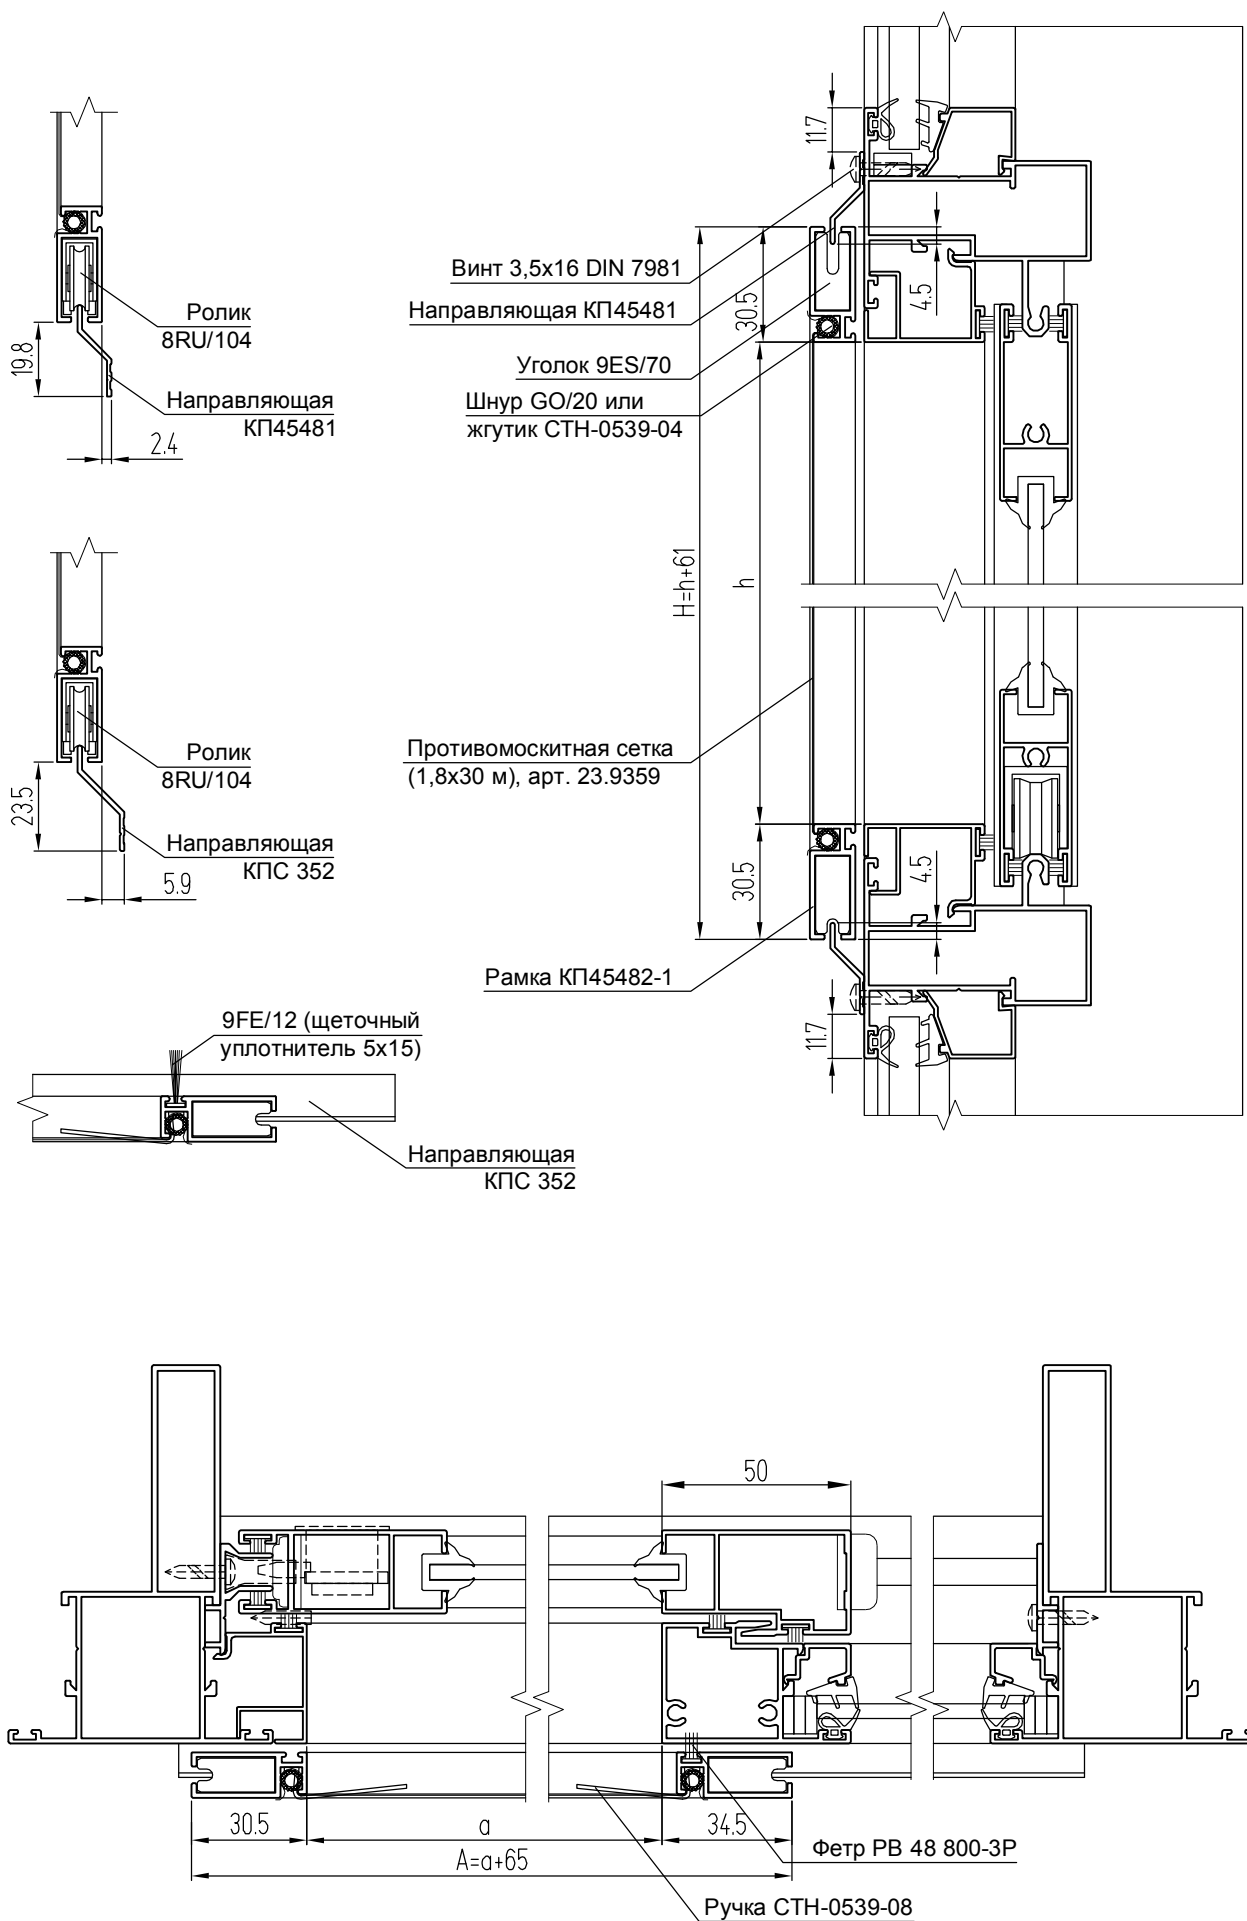 11.7
Винт 3,5х16 DIN 7981
Направляющая КП45481
Уголок 9ES/70
Шнур GO/20 или
жгутик СТН-0539-04
30.5
4.5
Ролик
8RU/104
19.8
Направляющая
КП45481
2.4
H=h+61
h
Ролик
8RU/104
23.5
Направляющая
КПС 352
5.9
Противомоскитная сетка
(1,8х30 м), арт. 23.9359
30.5
4.5
Рамка КП45482-1
11.7
9FE/12 (щеточный
уплотнитель 5х15)
Направляющая
КПС 352
50
30.5
a
34.5
A=a+65
Фетр РВ 48 800-3Р
Ручка СТН-0539-08